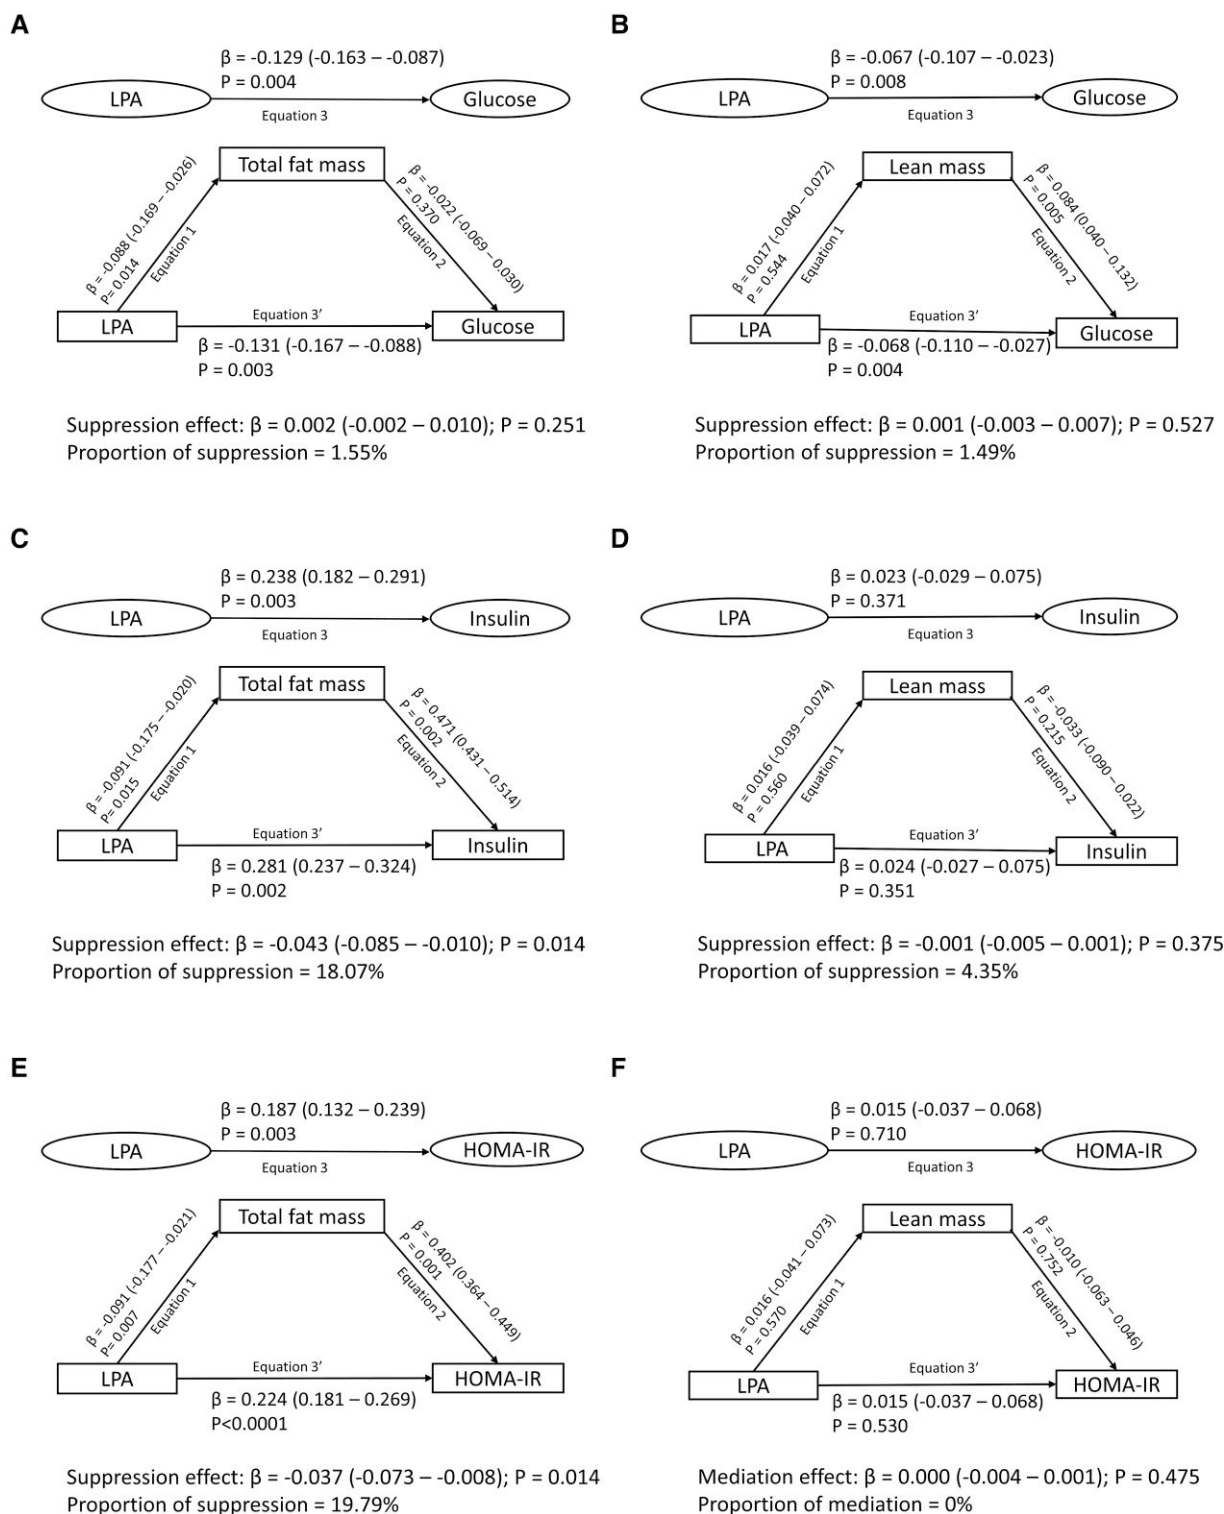 A
β = -0.129 (-0.163 – -0.087)
P = 0.004
LPA
Glucose
Equation 3
Total fat mass
β = -0.088 (-0.169 – -0.026)
P= 0.014
Equation 1
β = -0.022 (-0.069 – 0.030)
P = 0.370
Equation 2
LPA
Equation 3’
Glucose
β = -0.131 (-0.167 – -0.088)
P = 0.003
Suppression effect: β = 0.002 (-0.002 – 0.010); P = 0.251
Proportion of suppression = 1.55%
B
β = -0.067 (-0.107 – -0.023)
P = 0.008
LPA
Glucose
Equation 3
Lean mass
β = 0.017 (-0.040 – 0.072)
P = 0.544
Equation 1
β = 0.084 (0.040 – 0.132)
P = 0.005
Equation 2
LPA
Equation 3’
Glucose
β = -0.068 (-0.110 – -0.027)
P = 0.004
Suppression effect: β = 0.001 (-0.003 – 0.007); P = 0.527
Proportion of suppression = 1.49%
C
β = 0.238 (0.182 – 0.291)
P = 0.003
LPA
Insulin
Equation 3
Total fat mass
β = -0.091 (-0.175 – -0.020)
P= 0.015
Equation 1
β = 0.471 (0.431 – 0.514)
P = 0.002
Equation 2
LPA
Equation 3’
Insulin
β = 0.281 (0.237 – 0.324)
P = 0.002
Suppression effect: β = -0.043 (-0.085 – -0.010); P = 0.014
Proportion of suppression = 18.07%
D
β = 0.023 (-0.029 – 0.075)
P = 0.371
LPA
Insulin
Equation 3
Lean mass
β = 0.016 (-0.039 – 0.074)
P = 0.560
Equation 1
β = -0.033 (-0.090 – 0.022)
P = 0.215
Equation 2
LPA
Equation 3’
Insulin
β = 0.024 (-0.027 – 0.075)
P = 0.351
Suppression effect: β = -0.001 (-0.005 – 0.001); P = 0.375
Proportion of suppression = 4.35%
E
β = 0.187 (0.132 – 0.239)
P = 0.003
LPA
HOMA-IR
Equation 3
Total fat mass
β = -0.091 (-0.177 – -0.021)
P= 0.007
Equation 1
β = 0.402 (0.364 – 0.449)
P = 0.001
Equation 2
LPA
Equation 3’
HOMA-IR
β = 0.224 (0.181 – 0.269)
P<0.0001
Suppression effect: β = -0.037 (-0.073 – -0.008); P = 0.014
Proportion of suppression = 19.79%
F
β = 0.015 (-0.037 – 0.068)
P = 0.710
LPA
HOMA-IR
Equation 3
Lean mass
β = 0.016 (-0.041 – 0.073)
P = 0.570
Equation 1
β = -0.010 (-0.063 – 0.046)
P = 0.752
Equation 2
LPA
Equation 3’
HOMA-IR
β = 0.015 (-0.037 – 0.068)
P = 0.530
Mediation effect: β = 0.000 (-0.004 – 0.001); P = 0.475
Proportion of mediation = 0%